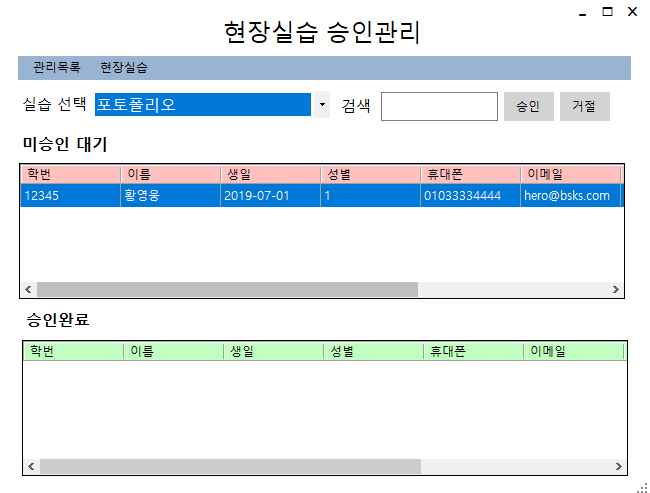 현장실습 승인관리
관리목록 현장실습
실습 선택 포토폴리오 검색 승인 거절
미승인 대기
학번 이름 생일 성별 휴대폰 이메일
12345 황영웅 2019-07-01 1 01033334444 hero@bsks.com
승인완료
학번 이름 생일 성별 휴대폰 이메일